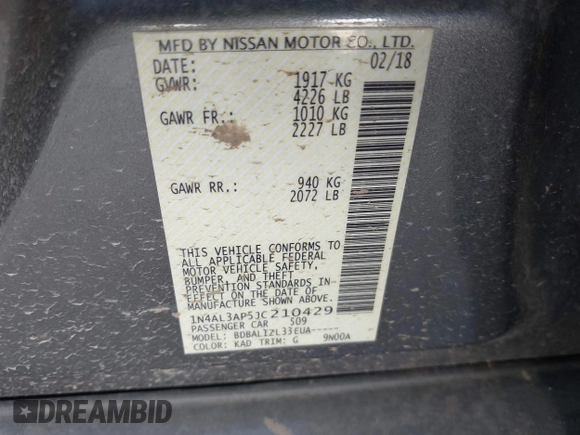 MFD BY NISSAN MOTOR CO., LTD.
DATE: 02/18
GVWR: 1917 KG
4226 LB
GAWR FR.: 1010 KG
2227 LB
GAWR RR.: 940 KG
2072 LB
THIS VEHICLE CONFORMS TO
ALL APPLICABLE FEDERAL
MOTOR VEHICLE SAFETY,
BUMPER, AND THEFT
PREVENTION STANDARDS IN
EFFECT ON THE DATE OF
MANUFACTURE SHOWN ABOVE.
1N4AL3AP5JC210429
PASSENGER CAR 509
MODEL: BDBALIZL33EUA-----
COLOR: KAD TRIM: G 9N00A
DREAMBID